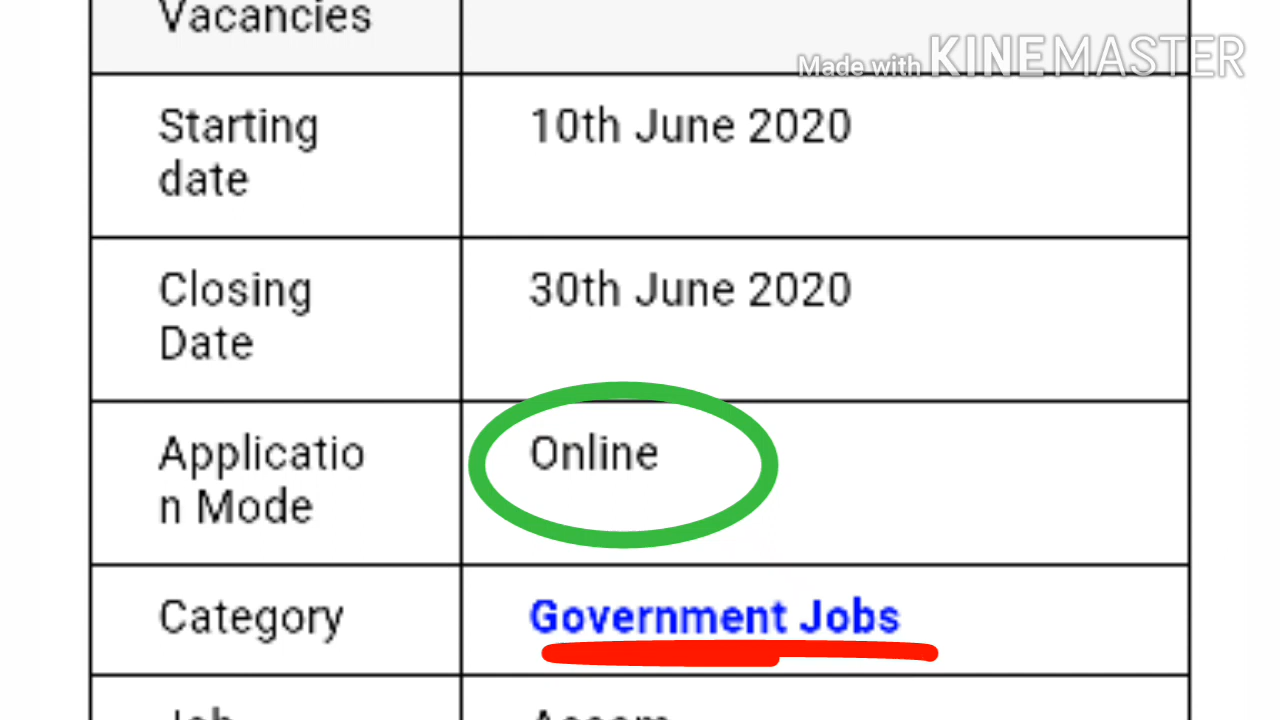 Vacancies
Made with KINEMASTER
Starting
date
10th June 2020
Closing
Date
30th June 2020
Applicatio
n Mode
Online
Category
Government Jobs